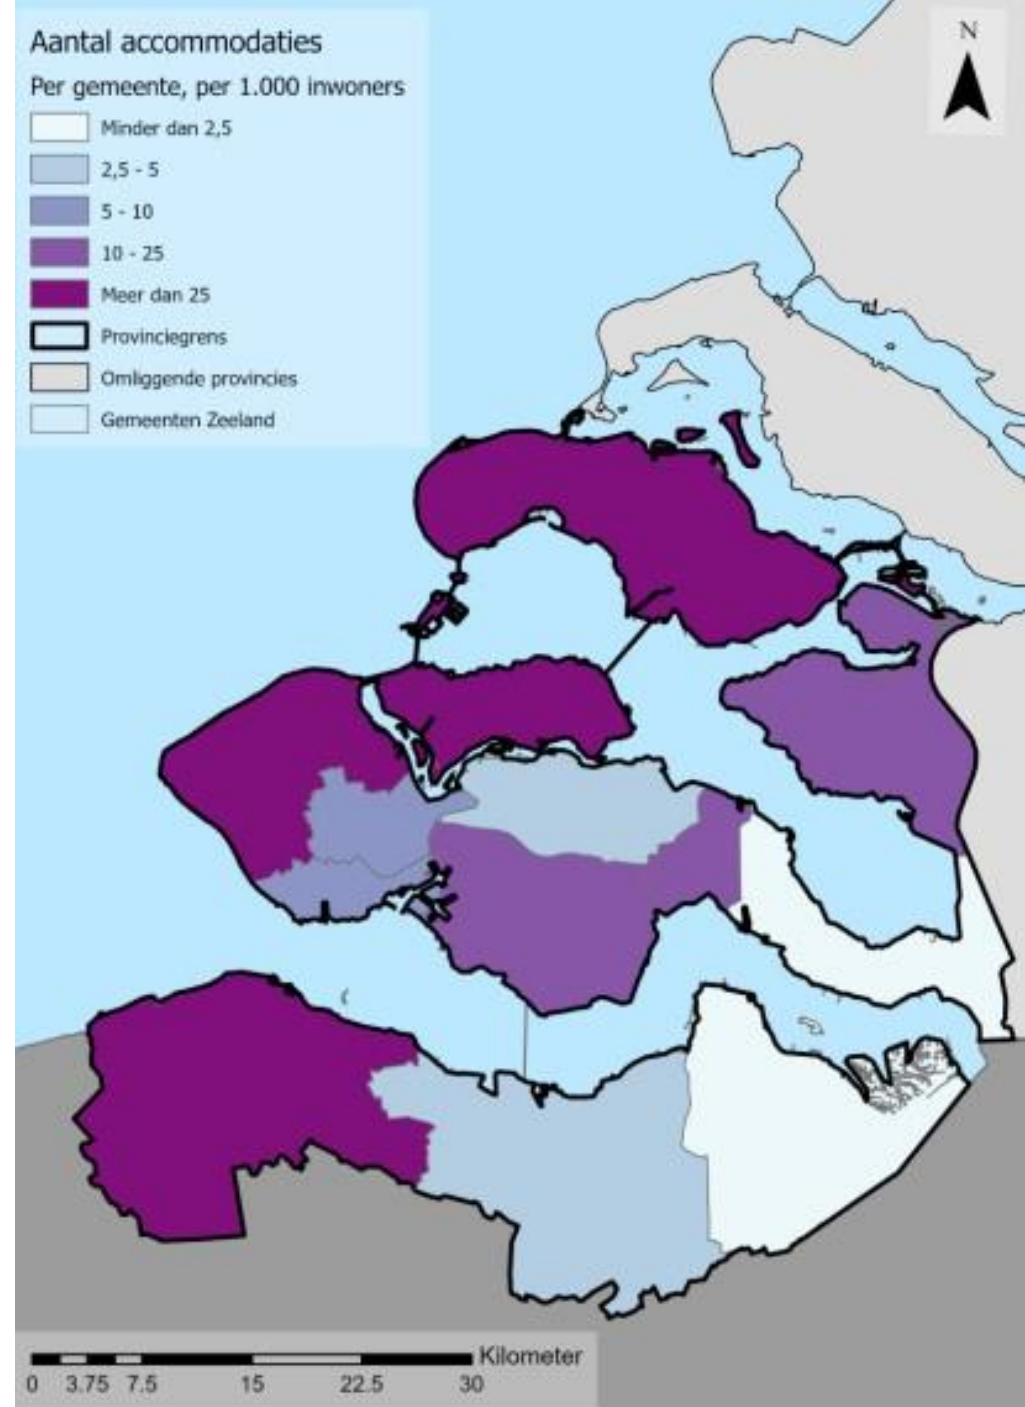 Aantal accommodaties
Per gemeente, per 1.000 inwoners
Minder dan 2,5
2,5 - 5
5 - 10
10 - 25
Meer dan 25
Provinciegrens
Omliggende provincies
Gemeenten Zeeland
N
Kilometer
0 3.75 7.5 15 22.5 30